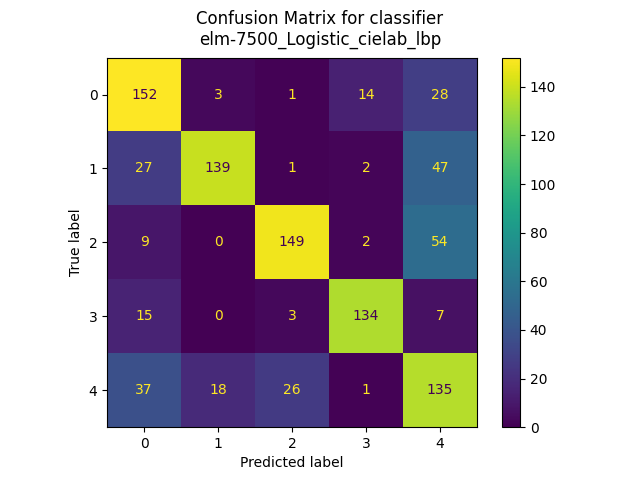 Confusion Matrix for classifier
elm-7500_Logistic_cielab_lbp
True label
0 152 3 1 14 28
1 27 139 1 2 47
2 9 0 149 2 54
3 15 0 3 134 7
4 37 18 26 1 135
0 1 2 3 4
Predicted label
140
120
100
80
60
40
20
0